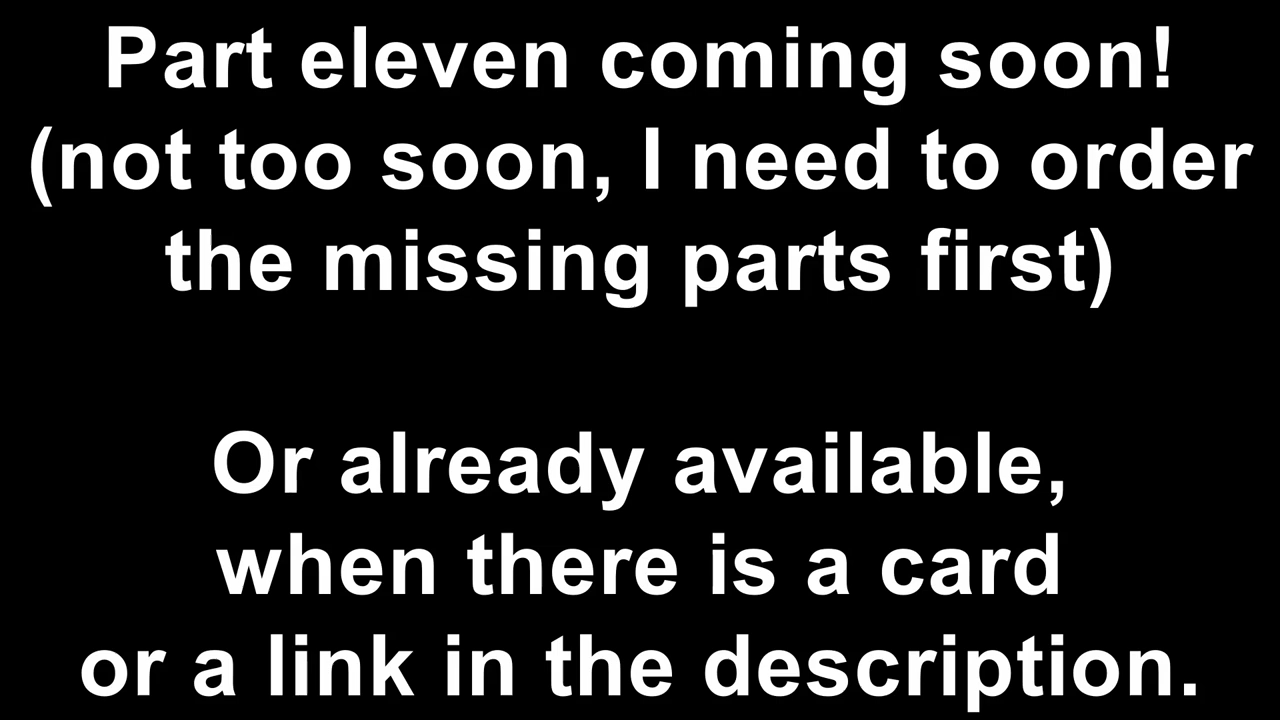 Part eleven coming soon!
(not too soon, I need to order
the missing parts first)
Or already available,
when there is a card
or a link in the description.